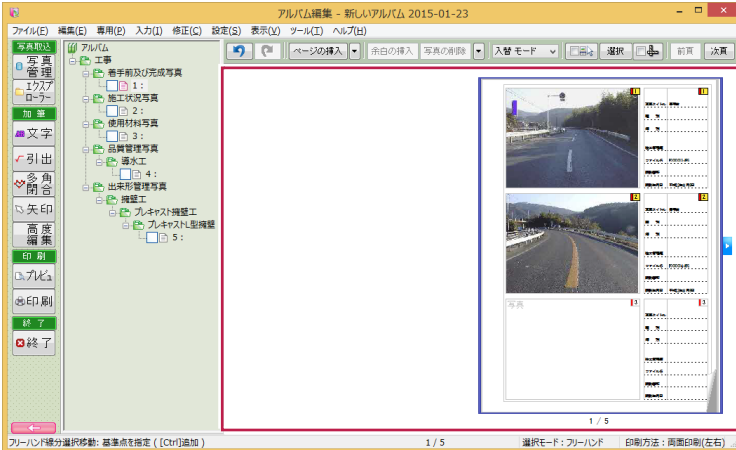 アルバム編集 - 新しいアルバム 2015-01-23
ファイル(F) 編集(E) 専用(P) 入力(I) 修正(C) 設定(S) 表示(V) ツール(T) ヘルプ(H)
写真取込
写真管理
エクスプローラー
加 筆
文字
引出
多角閉合
矢印
高度編集
印 刷
プレビュ
印刷
終 了
終了
アルバム
工事
着手前及び完成写真
1 :
施工状況写真
2 :
使用材料写真
3 :
品質管理写真
導水工
4 :
出来形管理写真
擁壁工
プレキャスト擁壁工
プレキャストL型擁壁
5 :
ページの挿入 余白の挿入 写真の削除 入替 モード 選択 前頁 次頁
1
1
2
2
写真
3
3
1 / 5
フリーハンド線分選択移動: 基準点を指定 ( [Ctrl]追加 ) 1 / 5 選択モード : フリーハンド 印刷方法 : 両面印刷(左右)